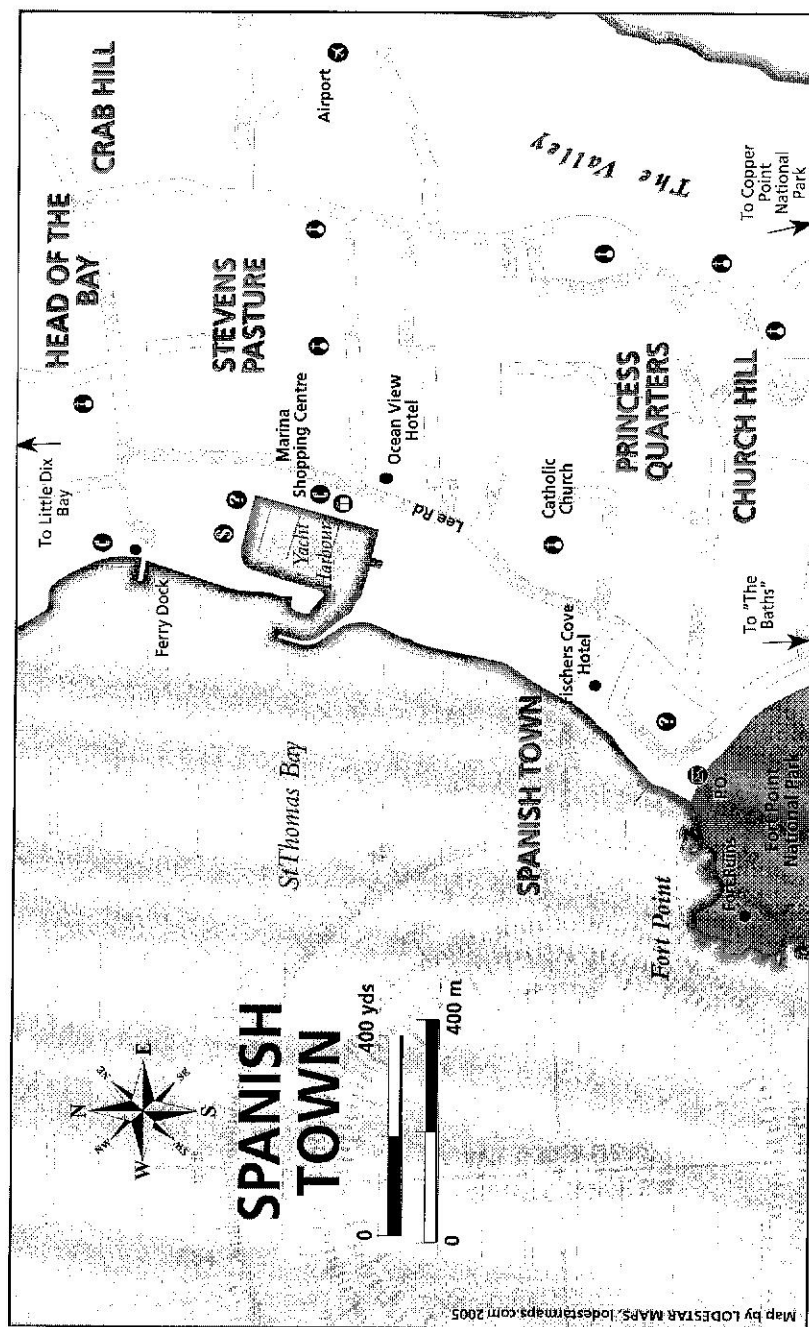 HEAD OF THE
BAY
CRAB HILL
To Little Dix
Bay
STEVENS
PASTURE
Airport
Ferry Dock
Marina
Shopping Centre
Yacht
Harbour
Ocean View
Hotel
Lee Rd
St Thomas Bay
The Valley
Catholic
Church
PRINCESS
QUARTERS
Fischers Cove
Hotel
SPANISH TOWN
CHURCH HILL
To Copper
Point
National
Park
To "The
Baths"
Fort Point
P.O.
Fort Ruins
Fort Point
National Park
N
NE
E
SE
S
SW
W
NW
SPANISH
TOWN
0
400 yds
0
400 m
Map by LODESTAR MAPS, lodestarmaps.com 2005